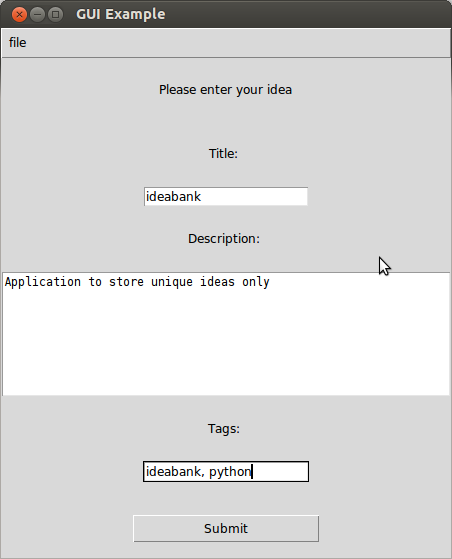 GUI Example
file
Please enter your idea
Title:
ideabank
Description:
Application to store unique ideas only
Tags:
ideabank, python
Submit